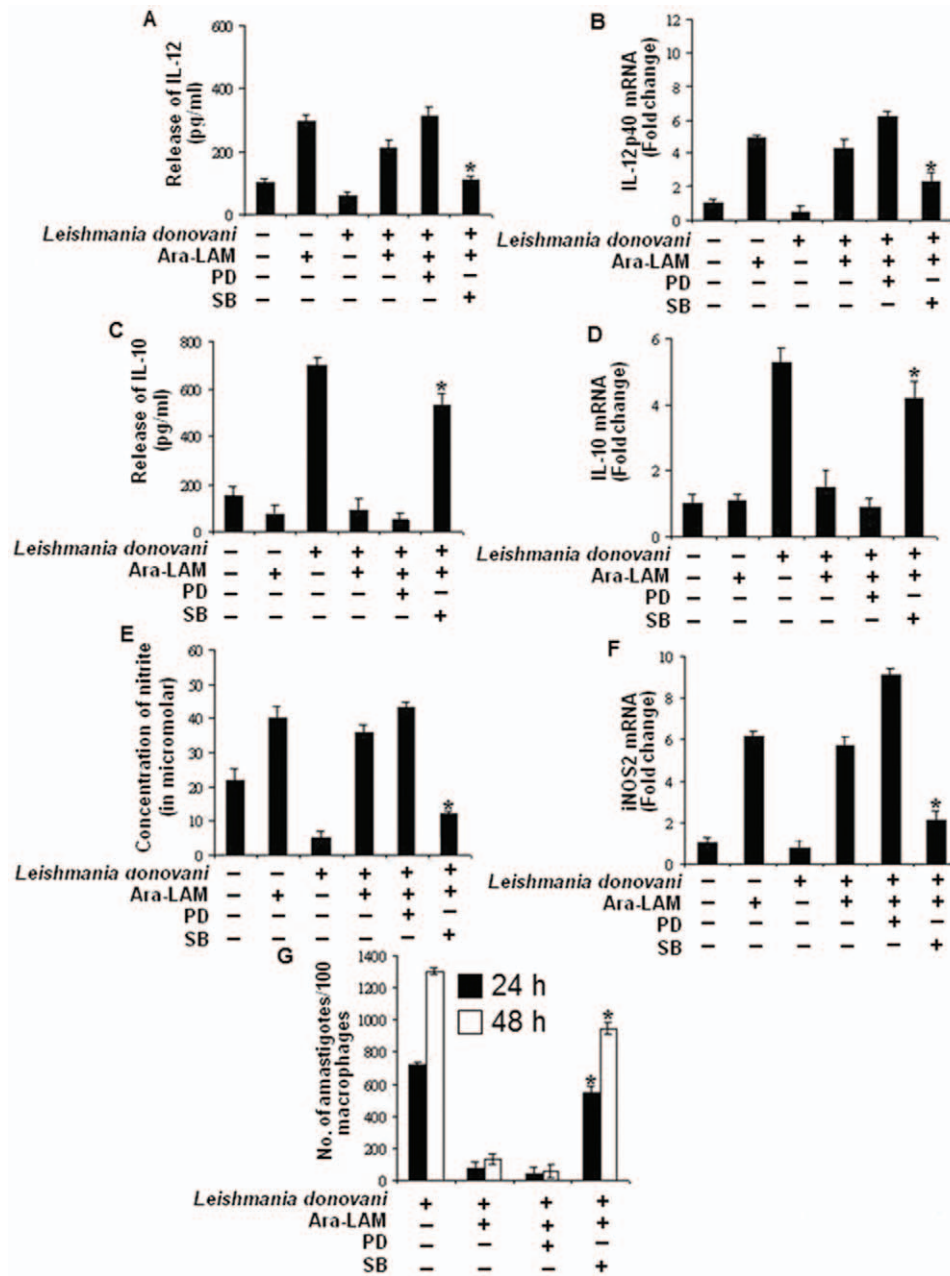 A
Release of IL-12
(pg/ml)
600
400
200
0
Leishmania donovani − − + + + +
Ara-LAM − + − + + +
PD − − − − + −
SB − − − − − +
*
B
IL-12p40 mRNA
(Fold change)
12
10
8
6
4
2
0
Leishmania donovani − − + + + +
Ara-LAM − + − + + +
PD − − − − + −
SB − − − − − +
*
C
Release of IL-10
(pg/ml)
800
600
400
200
0
Leishmania donovani − − + + + +
Ara-LAM − + − + + +
PD − − − − + −
SB − − − − − +
*
D
IL-10 mRNA
(Fold change)
6
4
2
0
Leishmania donovani − − + + + +
Ara-LAM − + − + + +
PD − − − − + −
SB − − − − − +
*
E
Concentration of nitrite
(in micromolar)
60
50
40
30
20
10
0
Leishmania donovani − − + + + +
Ara-LAM − + − + + +
PD − − − − + −
SB − − − − − +
*
F
iNOS2 mRNA
(Fold change)
10
8
6
4
2
0
Leishmania donovani − − + + + +
Ara-LAM − + − + + +
PD − − − − + −
SB − − − − − +
*
G
No. of amastigotes/100
macrophages
1400
1200
1000
800
600
400
200
0
24 h
48 h
* *
Leishmania donovani + + + +
Ara-LAM − + + +
PD − − + −
SB − − − +